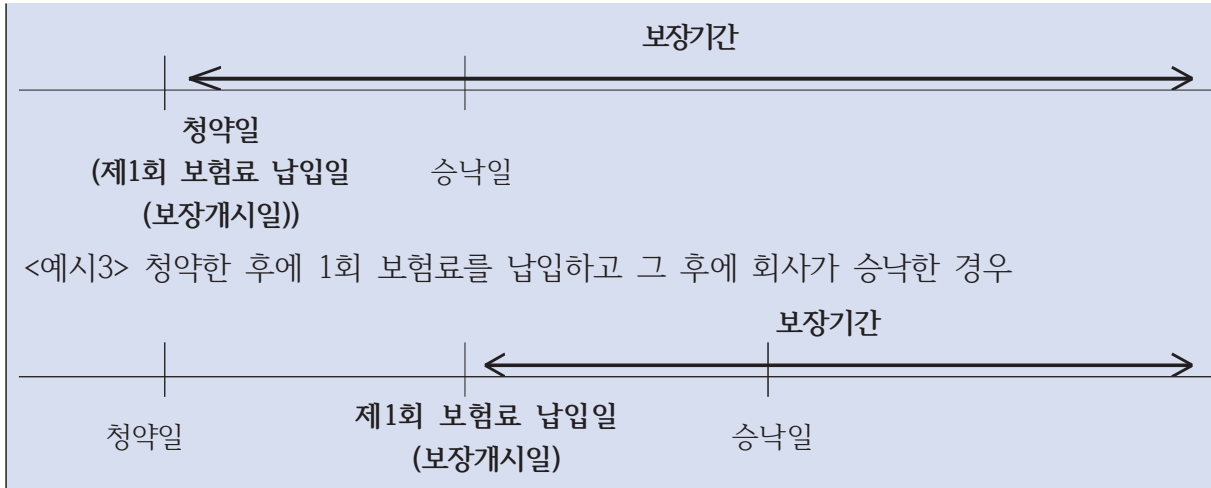 보장기간
청약일
(제1회 보험료 납입일
(보장개시일))
승낙일
<예시3> 청약한 후에 1회 보험료를 납입하고 그 후에 회사가 승낙한 경우
보장기간
청약일
제1회 보험료 납입일
(보장개시일)
승낙일